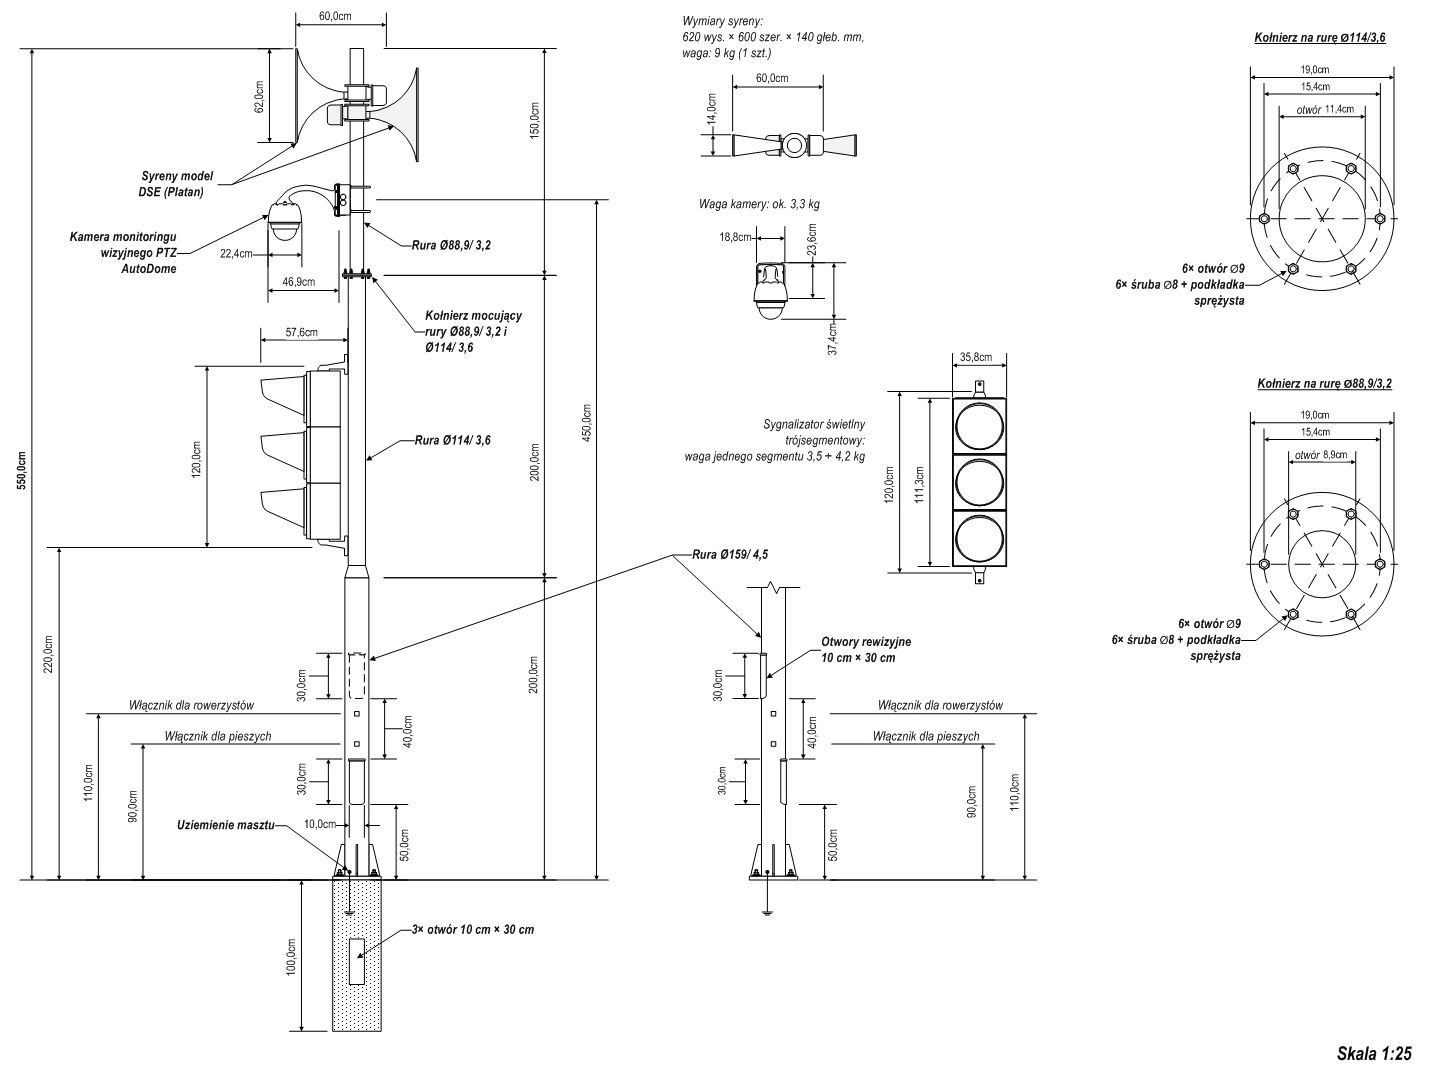 60,0cm
62,0cm
150,0cm
Syreny model
DSE (Platan)
Kamera monitoringu
wizyjnego PTZ
AutoDome
22,4cm
46,9cm
Rura Ø88,9/ 3,2
Kołnierz mocujący
rury Ø88,9/ 3,2 i
Ø114/ 3,6
57,6cm
120,0cm
550,0cm
Rura Ø114/ 3,6
200,0cm
450,0cm
220,0cm
30,0cm
200,0cm
Włącznik dla rowerzystów
Włącznik dla pieszych
40,0cm
110,0cm
90,0cm
30,0cm
Uziemienie masztu
10,0cm
50,0cm
3× otwór 10 cm × 30 cm
100,0cm
Wymiary syreny:
620 wys. × 600 szer. × 140 głeb. mm,
waga: 9 kg (1 szt.)
60,0cm
14,0cm
Waga kamery: ok. 3,3 kg
18,8cm
23,6cm
37,4cm
35,8cm
Sygnalizator świetlny
trójsegmentowy:
waga jednego segmentu 3,5 ÷ 4,2 kg
120,0cm
111,3cm
Rura Ø159/ 4,5
Otwory rewizyjne
10 cm × 30 cm
30,0cm
Włącznik dla rowerzystów
Włącznik dla pieszych
40,0cm
30,0cm
90,0cm
110,0cm
50,0cm
Kołnierz na rurę Ø114/3,6
19,0cm
15,4cm
otwór 11,4cm
6× otwór ∅9
6× śruba ∅8 + podkładka
sprężysta
Kołnierz na rurę Ø88,9/3,2
19,0cm
15,4cm
otwór 8,9cm
6× otwór ∅9
6× śruba ∅8 + podkładka
sprężysta
Skala 1:25